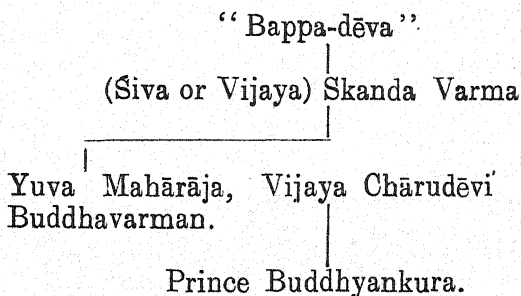 “ Bappa-dēva ”
(Śiva or Vijaya) Skanda Varma
Yuva Mahārāja, Vijaya Chārudēvi
Buddhavarman.
Prince Buddhyankura.